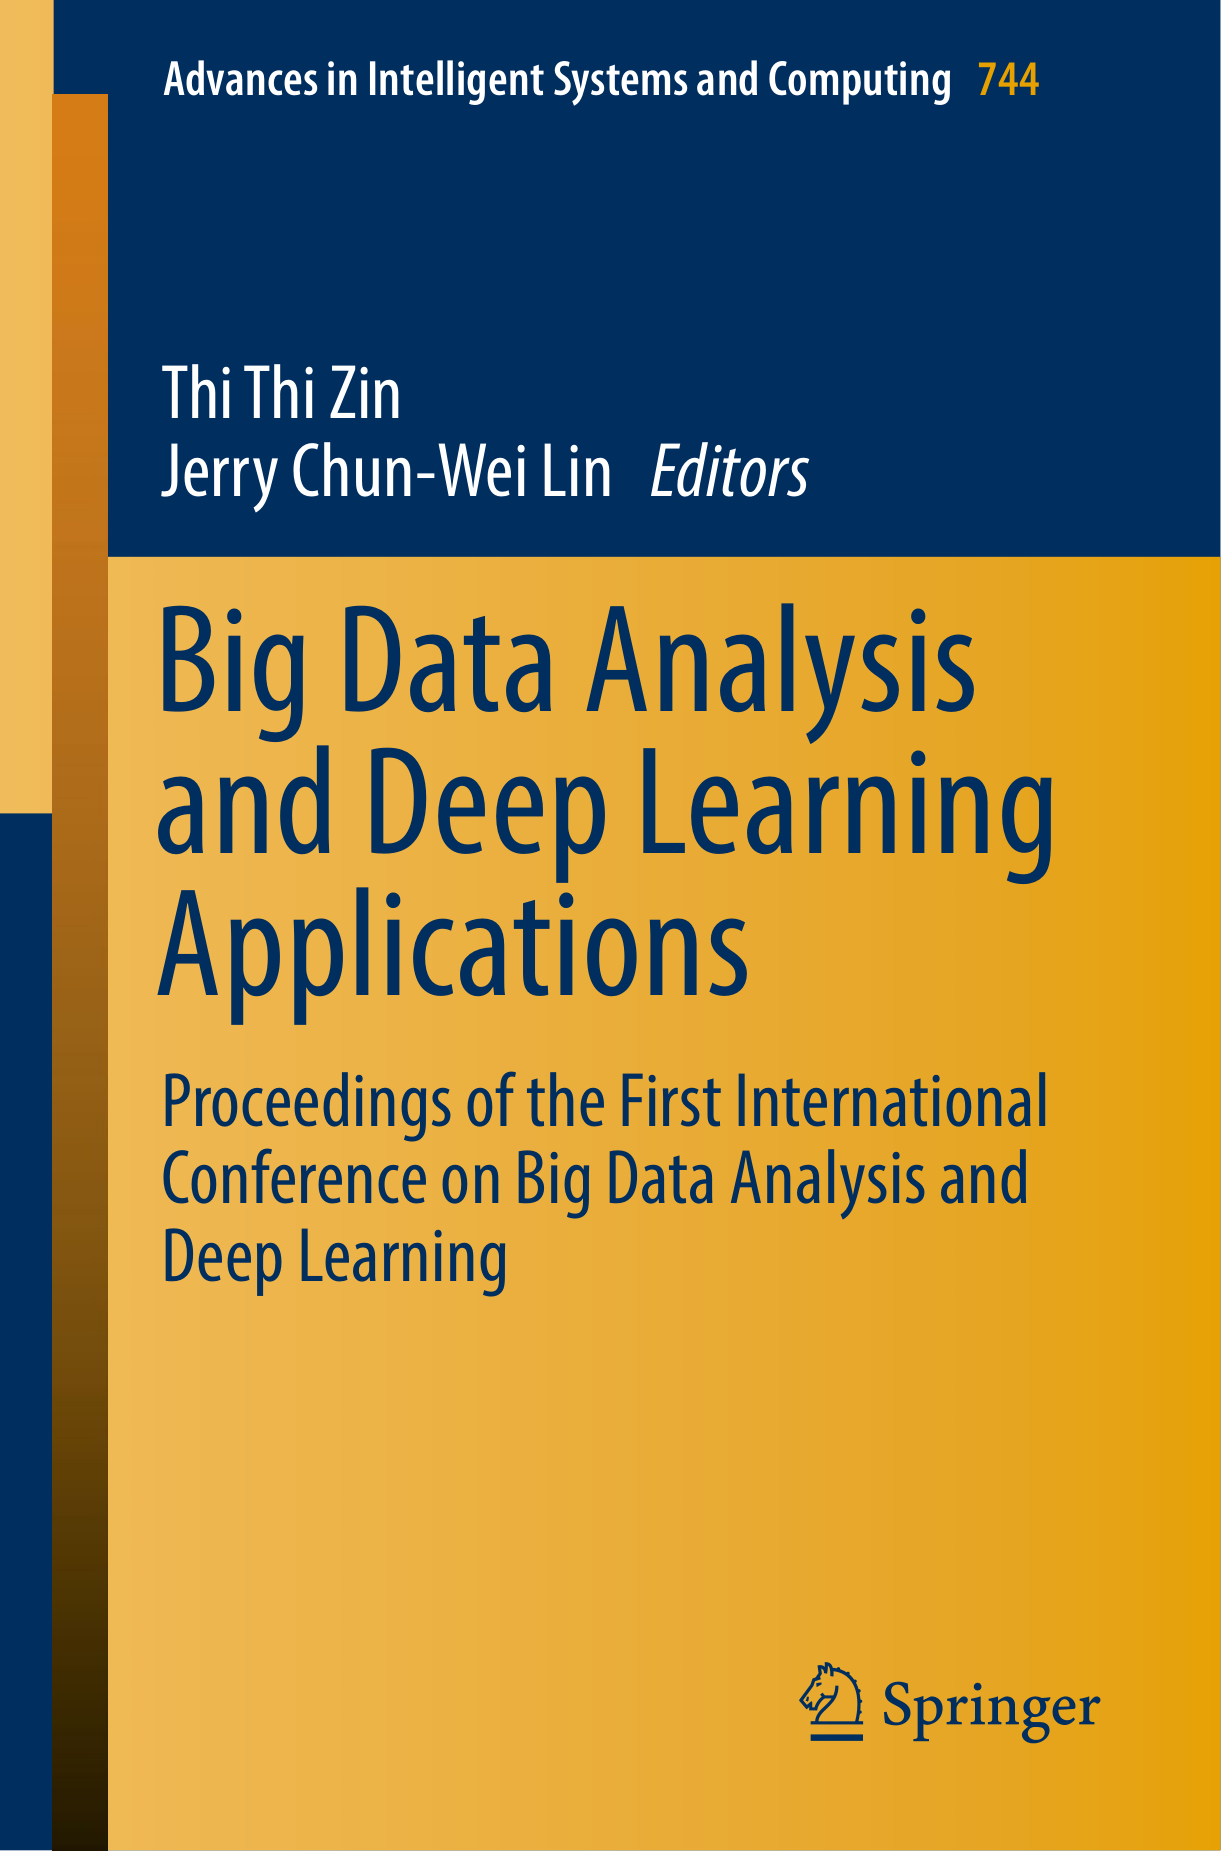 Advances in Intelligent Systems and Computing 744
Thi Thi Zin
Jerry Chun-Wei Lin Editors
Big Data Analysis
and Deep Learning
Applications
Proceedings of the First International
Conference on Big Data Analysis and
Deep Learning
Springer